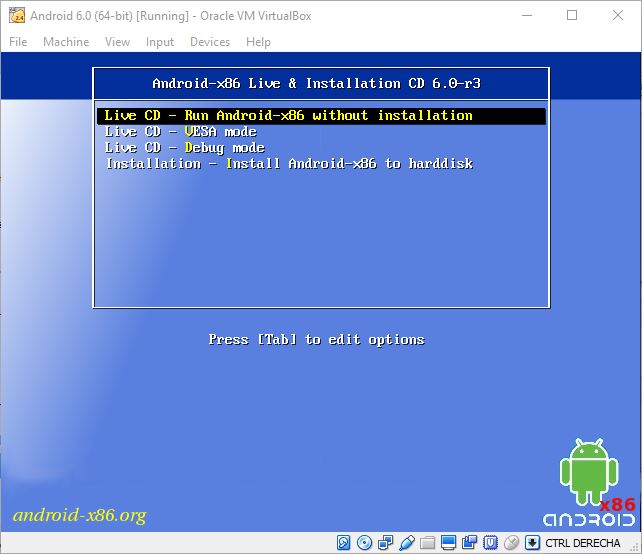 Android 6.0 (64-bit) [Running] - Oracle VM VirtualBox
File Machine View Input Devices Help
Android-x86 Live & Installation CD 6.0-r3
Live CD - Run Android-x86 without installation
Live CD - VESA mode
Live CD - Debug mode
Installation - Install Android-x86 to harddisk
Press [Tab] to edit options
x86
android-x86.org
ANDROID
CTRL DERECHA